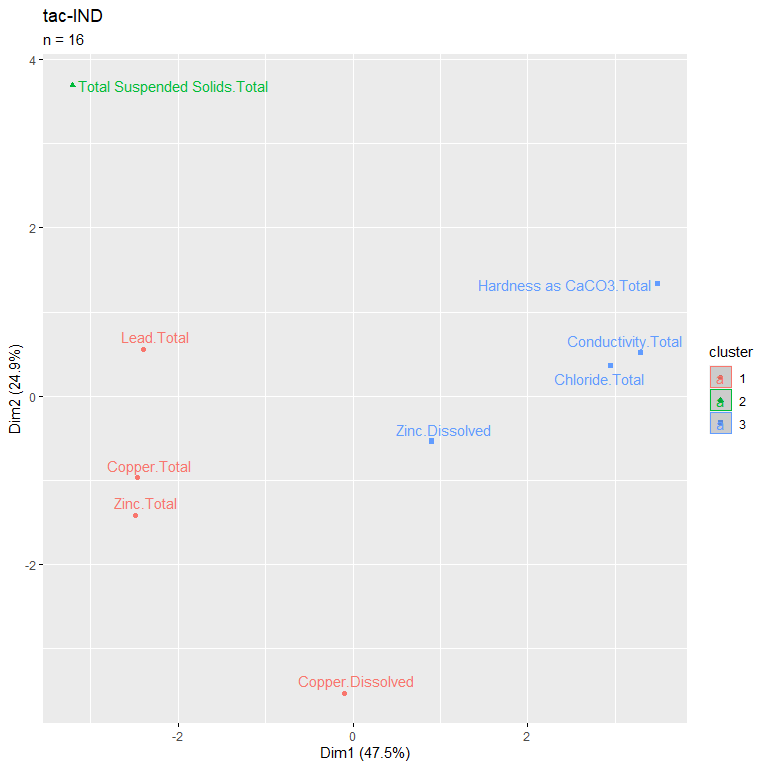 tac-IND
n = 16
4
Total Suspended Solids.Total
2
Hardness as CaCO3.Total
Lead.Total
Conductivity.Total
Chloride.Total
cluster
1
2
3
0
Dim2 (24.9%)
Zinc.Dissolved
Copper.Total
Zinc.Total
-2
Copper.Dissolved
-2
0
2
Dim1 (47.5%)